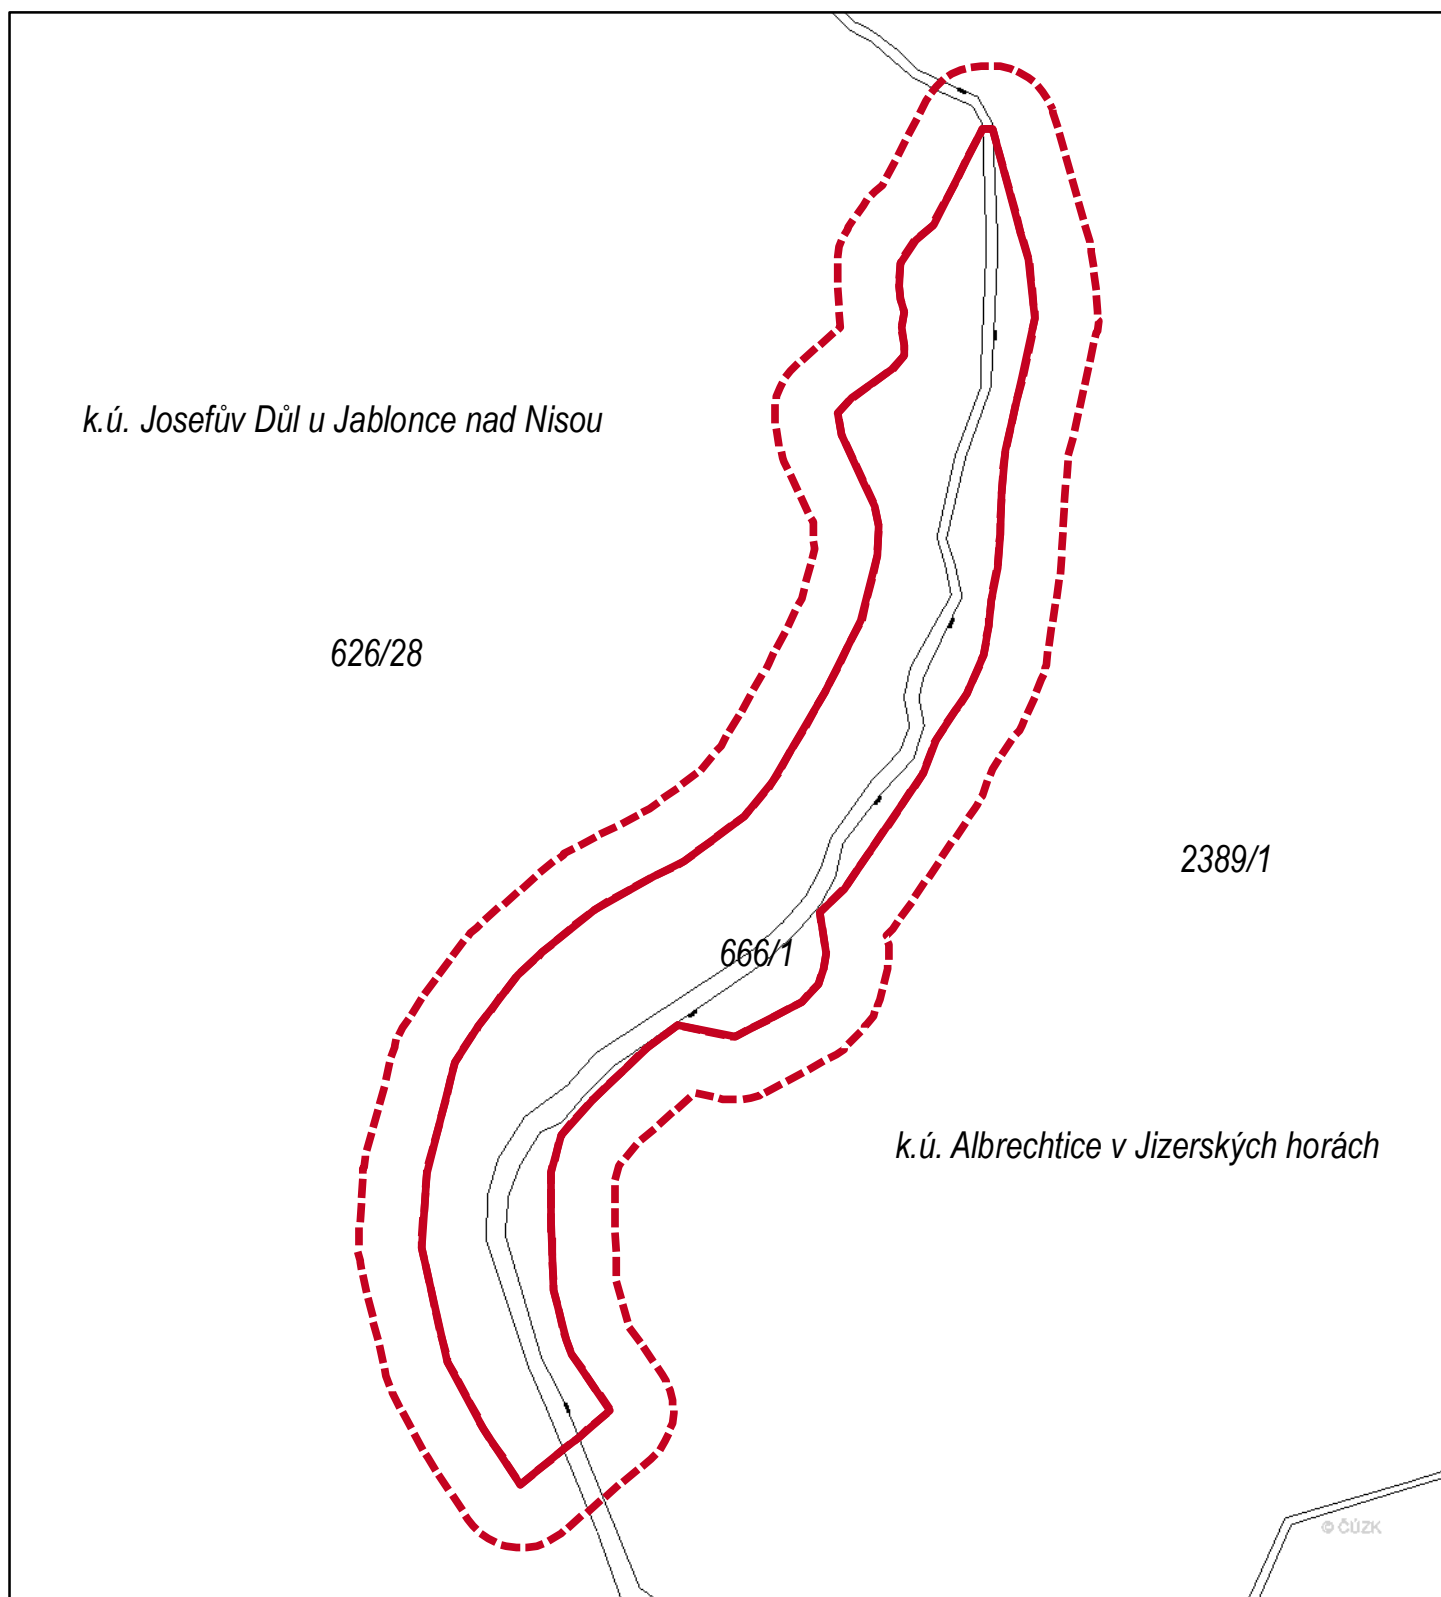 k.ú. Josefův Důl u Jablonce nad Nisou
626/28
2389/1
666/1
k.ú. Albrechtice v Jizerských horách
© ČÚZK